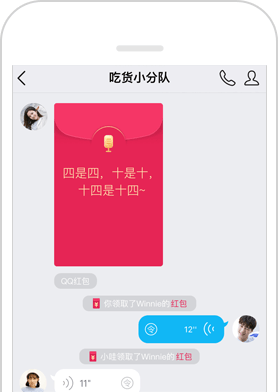 吃货小分队
四是四，十是十，
十四是十四~
QQ红包
你领取了Winnie的红包
12"
小哇领取了Winnie的红包
11"